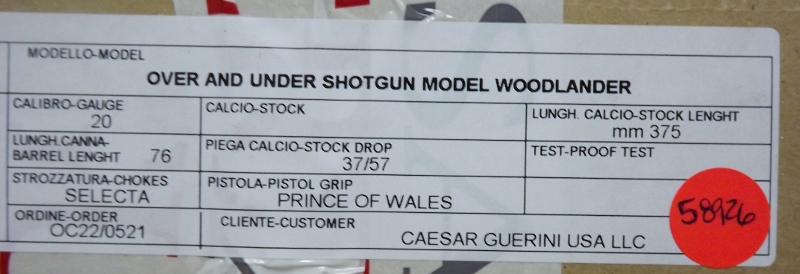 MODELLO-MODEL
OVER AND UNDER SHOTGUN MODEL WOODLANDER
CALIBRO-GAUGE
20
CALCIO-STOCK
LUNGH. CALCIO-STOCK LENGHT
mm 375
LUNGH.CANNA-
BARREL LENGHT 76
PIEGA CALCIO-STOCK DROP
37/57
TEST-PROOF TEST
STROZZATURA-CHOKES
SELECTA
PISTOLA-PISTOL GRIP
PRINCE OF WALES
ORDINE-ORDER
OC22/0521
CLIENTE-CUSTOMER
CAESAR GUERINI USA LLC
58926